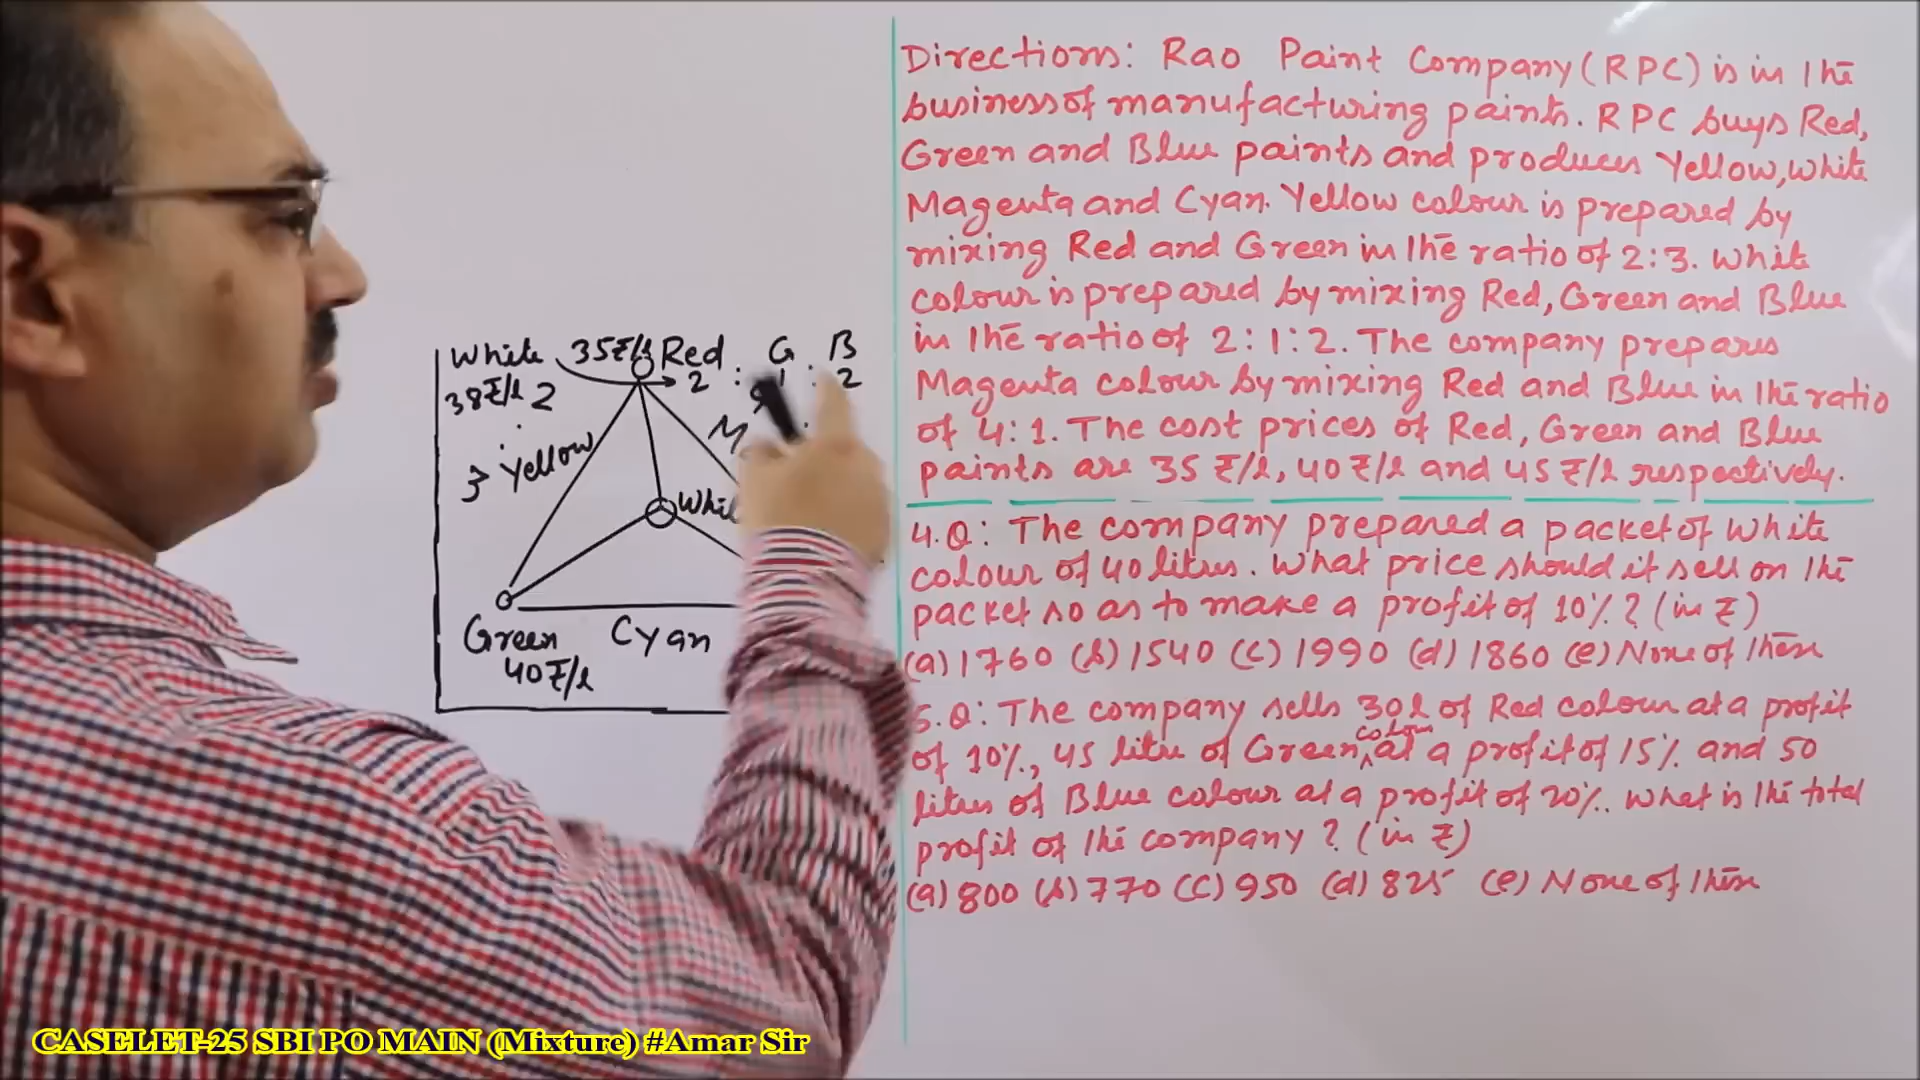 White 35₹/l Red : G : B
38₹/l 2 2 : 1 : 2
3 Yellow
M
Whit
Green Cyan
40₹/l
Directions: Rao Paint Company (RPC) is in the
business of manufacturing paints. RPC buys Red,
Green and Blue paints and produces Yellow, White
Magenta and Cyan. Yellow colour is prepared by
mixing Red and Green in the ratio of 2:3. White
colour is prepared by mixing Red, Green and Blue
in the ratio of 2:1:2. The company prepares
Magenta colour by mixing Red and Blue in the ratio
of 4:1. The cost prices of Red, Green and Blue
paints are 35 ₹/l, 40 ₹/l and 45 ₹/l respectively.
4.Q: The company prepared a packet of White
colour of 40 litres. What price should it sell on the
packet so as to make a profit of 10%? (in ₹)
(a) 1760 (b) 1540 (c) 1990 (d) 1860 (e) None of these
5.Q: The company sells 30 l of Red colour at a profit
of 10%, 45 litre of Green colour at a profit of 15% and 50
litres of Blue colour at a profit of 20%. What is the total
profit of the company? (in ₹)
(a) 800 (b) 770 (c) 950 (d) 825 (e) None of these
CASELET-25 SBI PO MAIN (Mixture) #Amar Sir